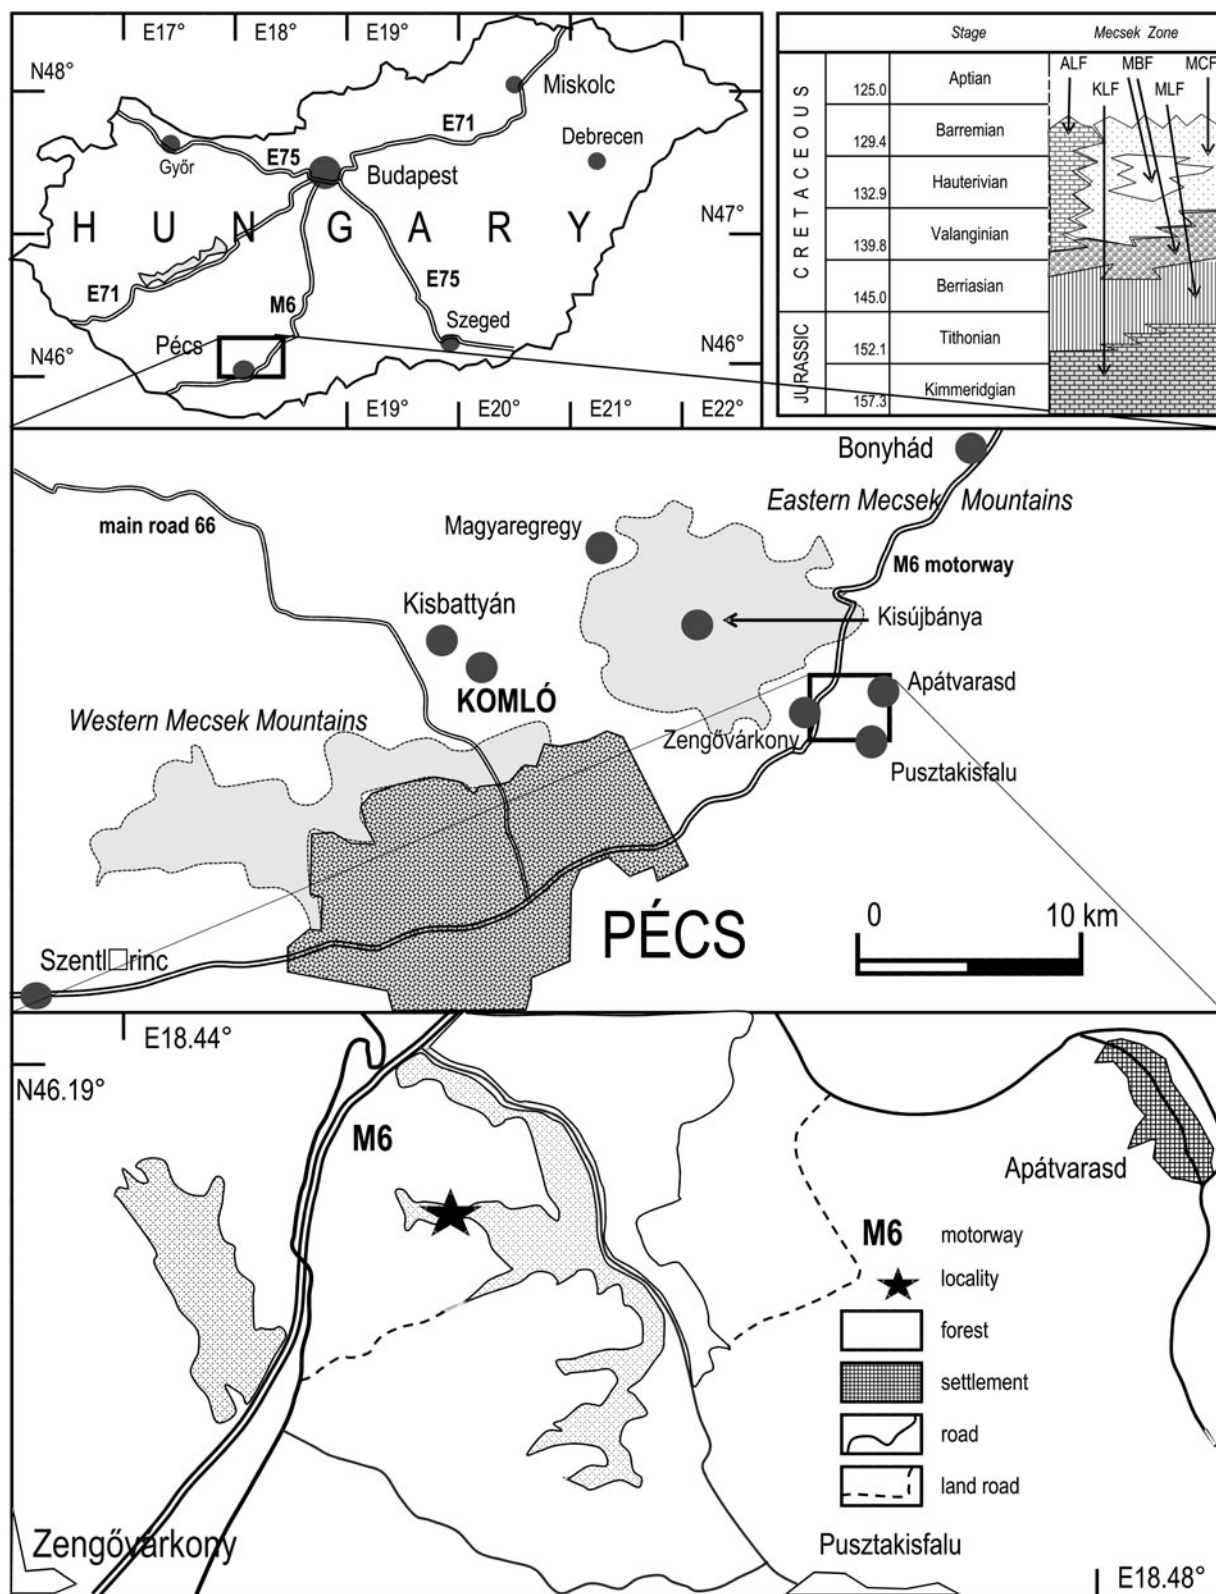 E17°
E18°
E19°
N48°
Miskolc
E71
Debrecen
Győr
E75
Budapest
N47°
HUNGARY
E71
M6
E75
Szeged
Pécs
N46°
N46°
E19°
E20°
E21°
E22°
Stage
Mecsek Zone
CRETACEOUS
JURASSIC
ALF
MBF
MCF
KLF
MLF
125.0
Aptian
129.4
Barremian
132.9
Hauterivian
139.8
Valanginian
145.0
Berriasian
152.1
Tithonian
157.3
Kimmeridgian
Bonyhád
Eastern Mecsek Mountains
main road 66
Magyaregregy
M6 motorway
Kisbattyán
Kisújbánya
KOMLÓ
Apátvarasd
Western Mecsek Mountains
Zengővárkony
Pusztakisfalu
PÉCS
0
10 km
Szentl□rinc
E18.44°
N46.19°
M6
Apátvarasd
M6
motorway
locality
forest
settlement
road
land road
Zengővárkony
Pusztakisfalu
E18.48°